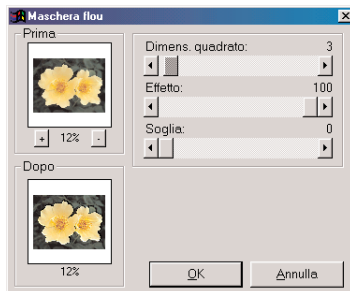 Maschera flou
Prima
+ 12% -
Dopo
12%
Dimens. quadrato: 3
Effetto: 100
Soglia: 0
OK Annulla